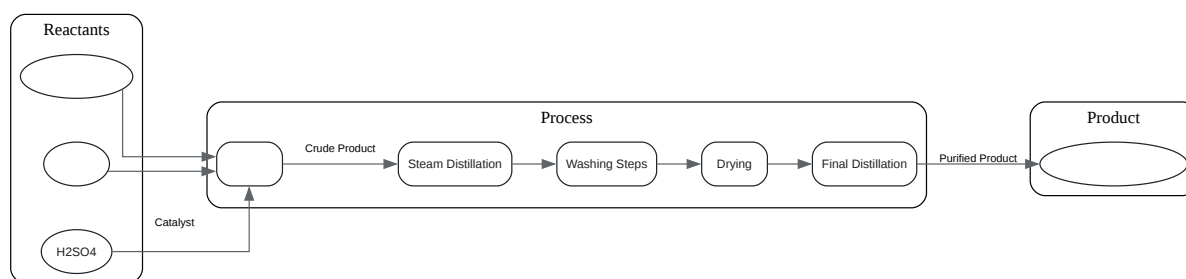 Reactants
Process
Product
Crude Product
Steam Distillation
Washing Steps
Drying
Final Distillation
Purified Product
Catalyst
H2SO4